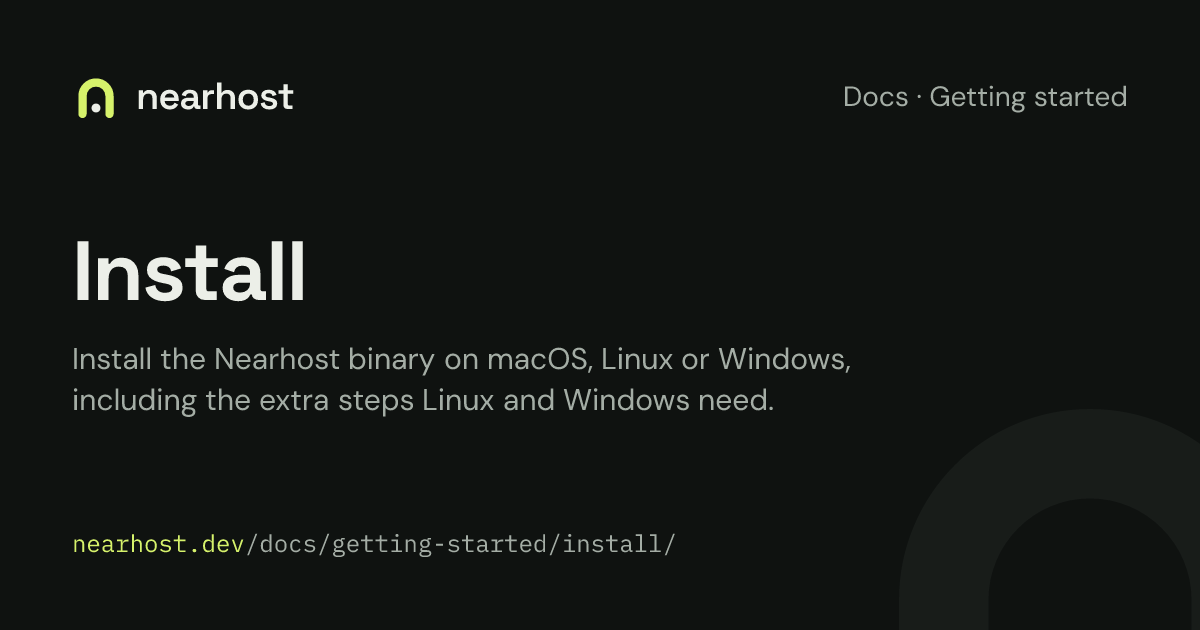 nearhost
Docs · Getting started
Install
Install the Nearhost binary on macOS, Linux or Windows,
including the extra steps Linux and Windows need.
nearhost.dev/docs/getting-started/install/